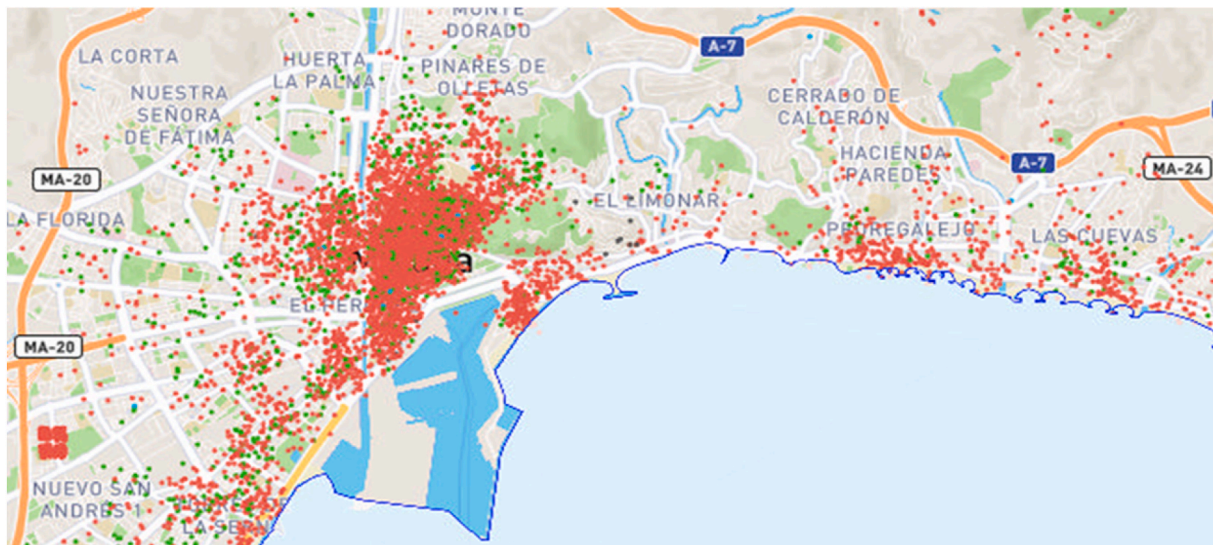 MONTE
DORADO
LA CORTA
HUERTA
LA PALMA
A-7
PINARES DE
OLLETAS
NUESTRA
SEÑORA
DE FÁTIMA
CERRADO DE
CALDERÓN
HACIENDA
PAREDES
A-7
MA-24
MA-20
EL LIMONAR
LA FLORIDA
PEDREGALEJO
LAS CUEVAS
MA-20
NUEVO SAN
ANDRÉS 1